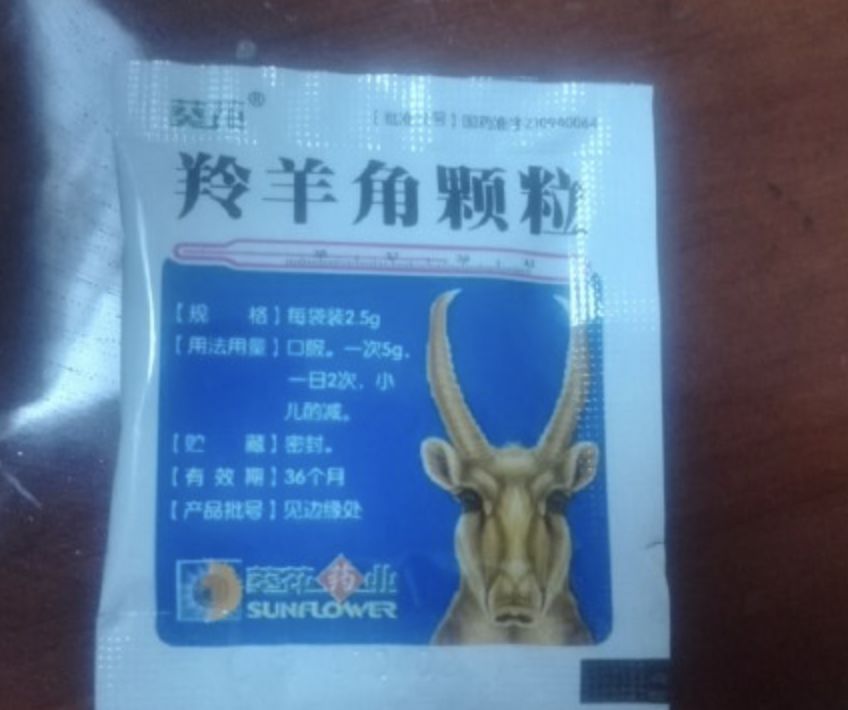 葵花®
【批准文号】国药准字Z10940064
羚羊角颗粒
【规 格】每袋装2.5g
【用法用量】口服。一次5g,
一日2次, 小
儿酌减。
【贮 藏】密封。
【有 效 期】36个月
【产品批号】见边缘处
葵花药业
SUNFLOWER